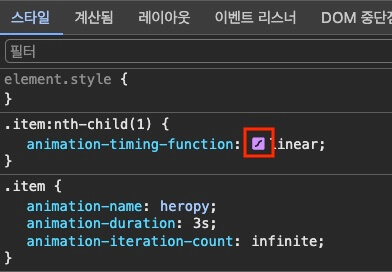 스타일 계산됨 레이아웃 이벤트 리스너 DOM 중단점
필터
element.style {
}
.item:nth-child(1) {
animation-timing-function: linear;
}
.item {
animation-name: heropy;
animation-duration: 3s;
animation-iteration-count: infinite;
}